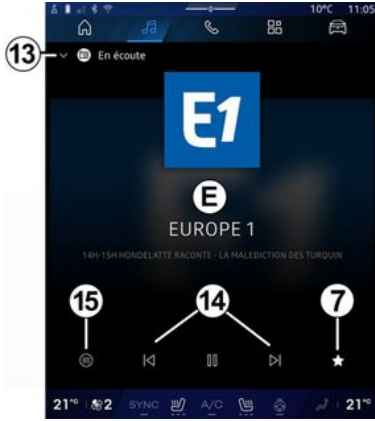 10°C 11:05
13
En écoute
E1
E
EUROPE 1
14H-15H HONDELATTE RACONTE - LA MALEDICTION DES TURQUIN
15
14
7
21°C 2 SYNC A/C 21°C